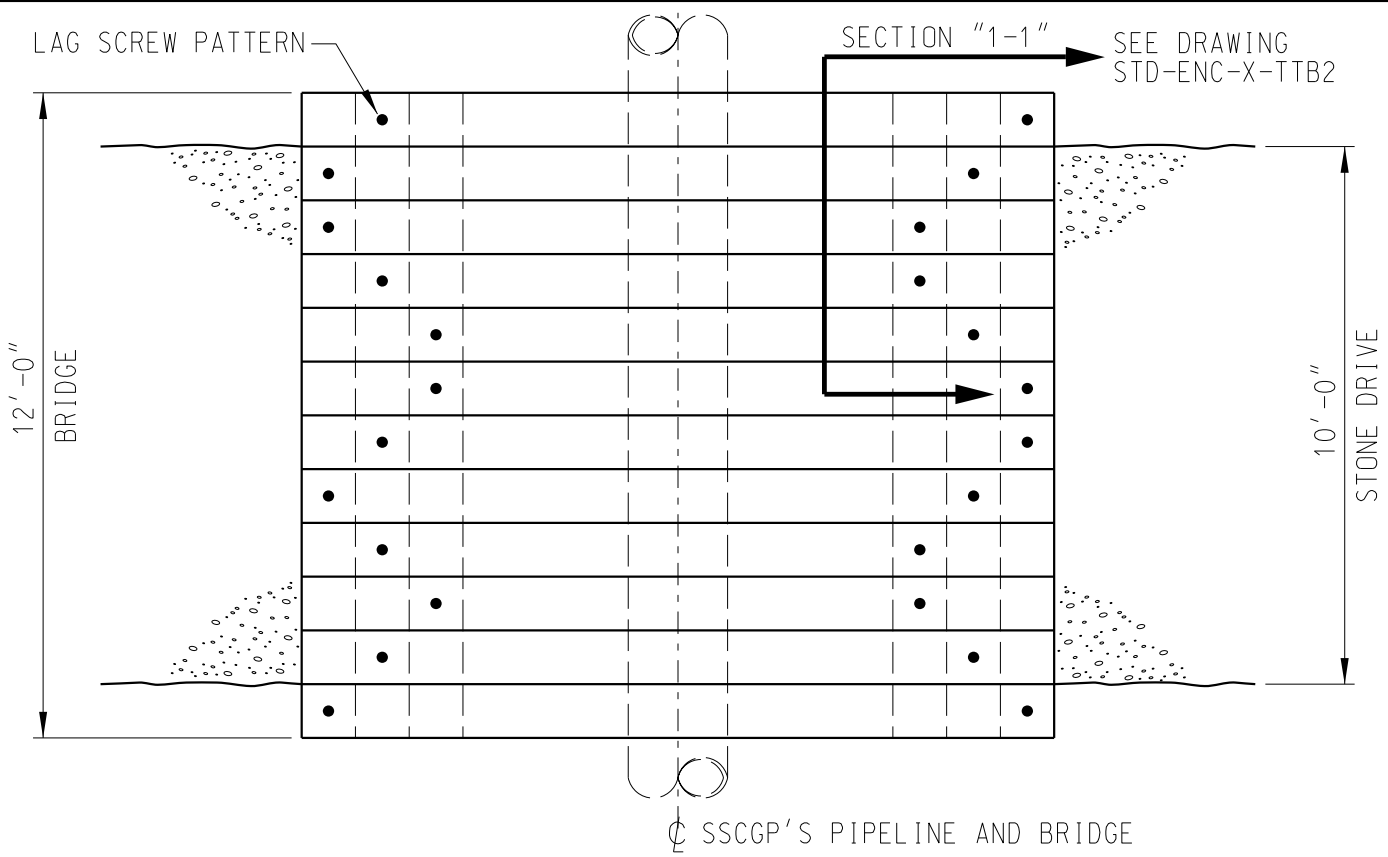 LAG SCREW PATTERN
SECTION "1-1"
SEE DRAWING
STD-ENC-X-TTB2
12'-0"
BRIDGE
10'-0"
STONE DRIVE
℄ SSCGP'S PIPELINE AND BRIDGE